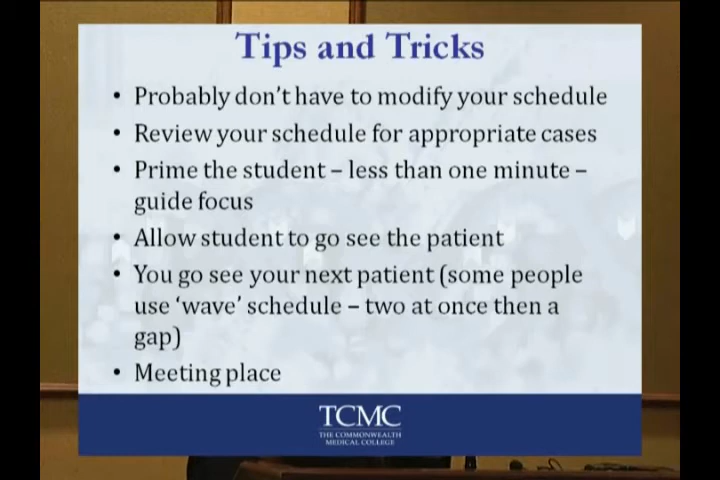 Tips and Tricks
• Probably don't have to modify your schedule
• Review your schedule for appropriate cases
• Prime the student – less than one minute –
guide focus
• Allow student to go see the patient
• You go see your next patient (some people
use 'wave' schedule – two at once then a
gap)
• Meeting place
TCMC
THE COMMONWEALTH
MEDICAL COLLEGE